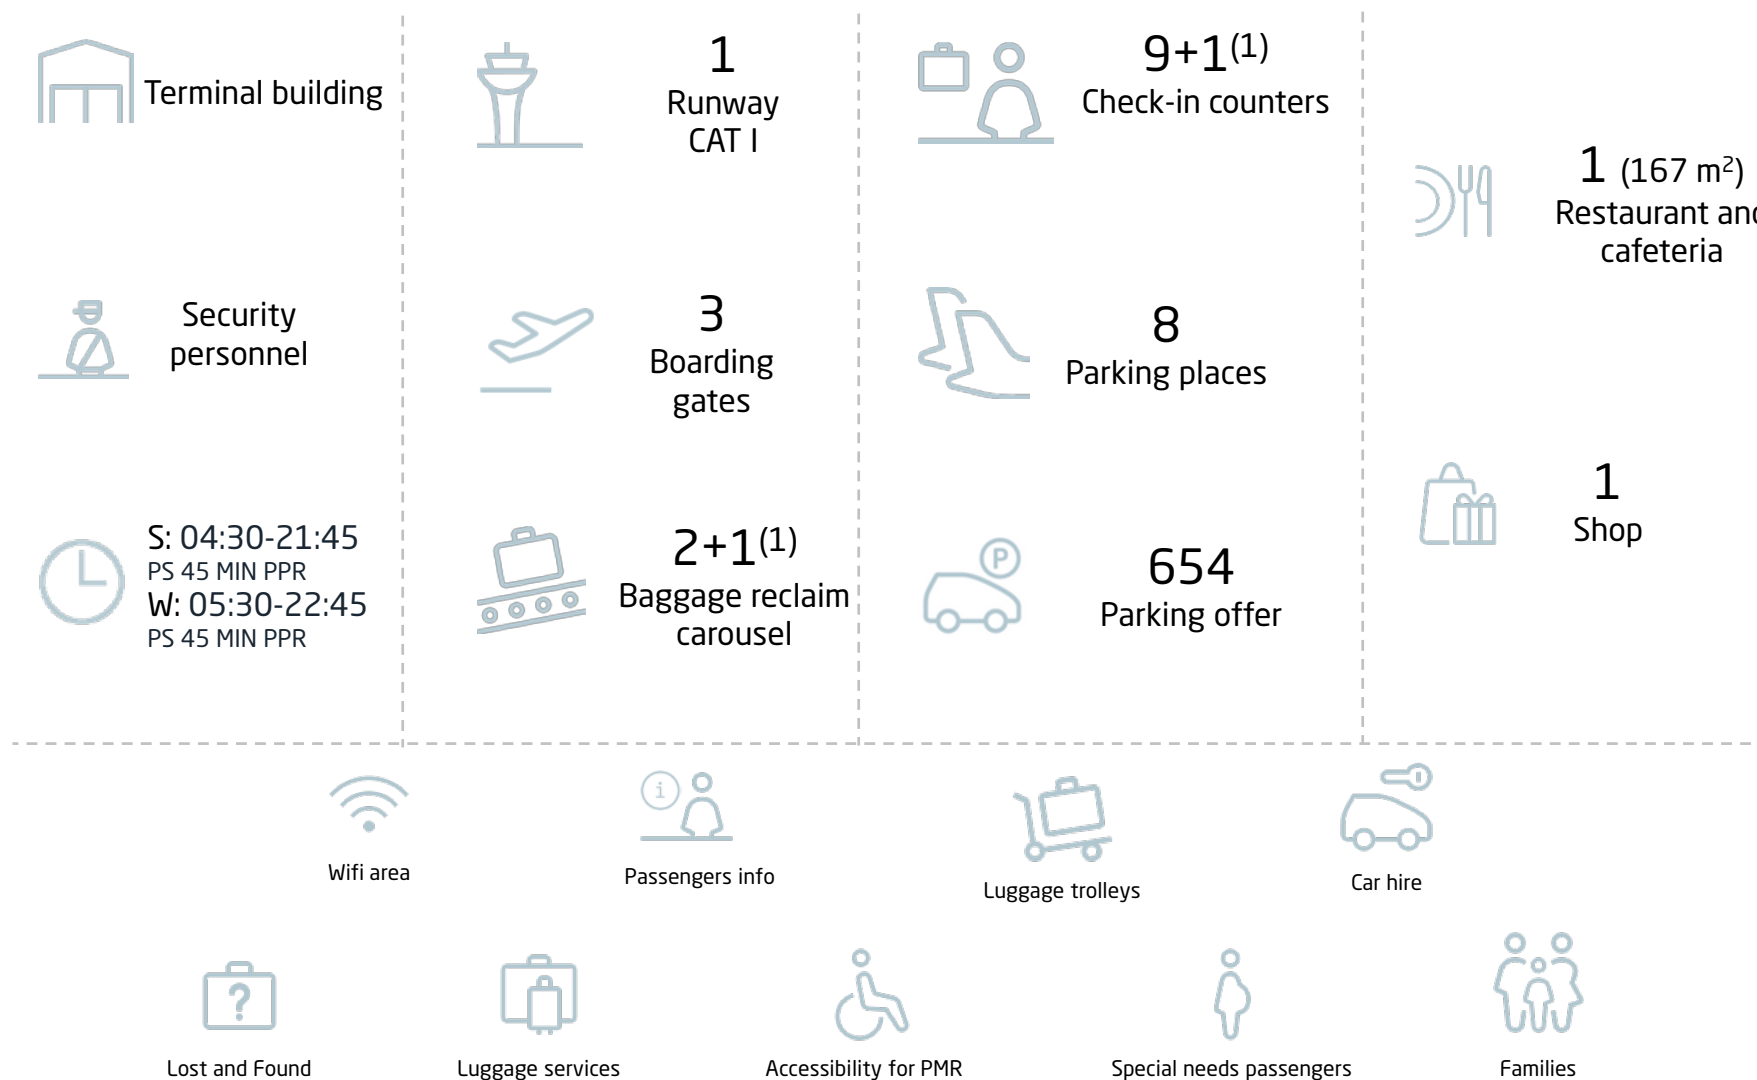 Terminal building
Security
personnel
S: 04:30-21:45
PS 45 MIN PPR
W: 05:30-22:45
PS 45 MIN PPR
1
Runway
CAT I
3
Boarding
gates
2+1(1)
Baggage reclaim
carousel
9+1(1)
Check-in counters
8
Parking places
P
654
Parking offer
1 (167 m²)
Restaurant and
cafeteria
1
Shop
Wifi area
i
Passengers info
Luggage trolleys
Car hire
?
Lost and Found
Luggage services
Accessibility for PMR
Special needs passengers
Families